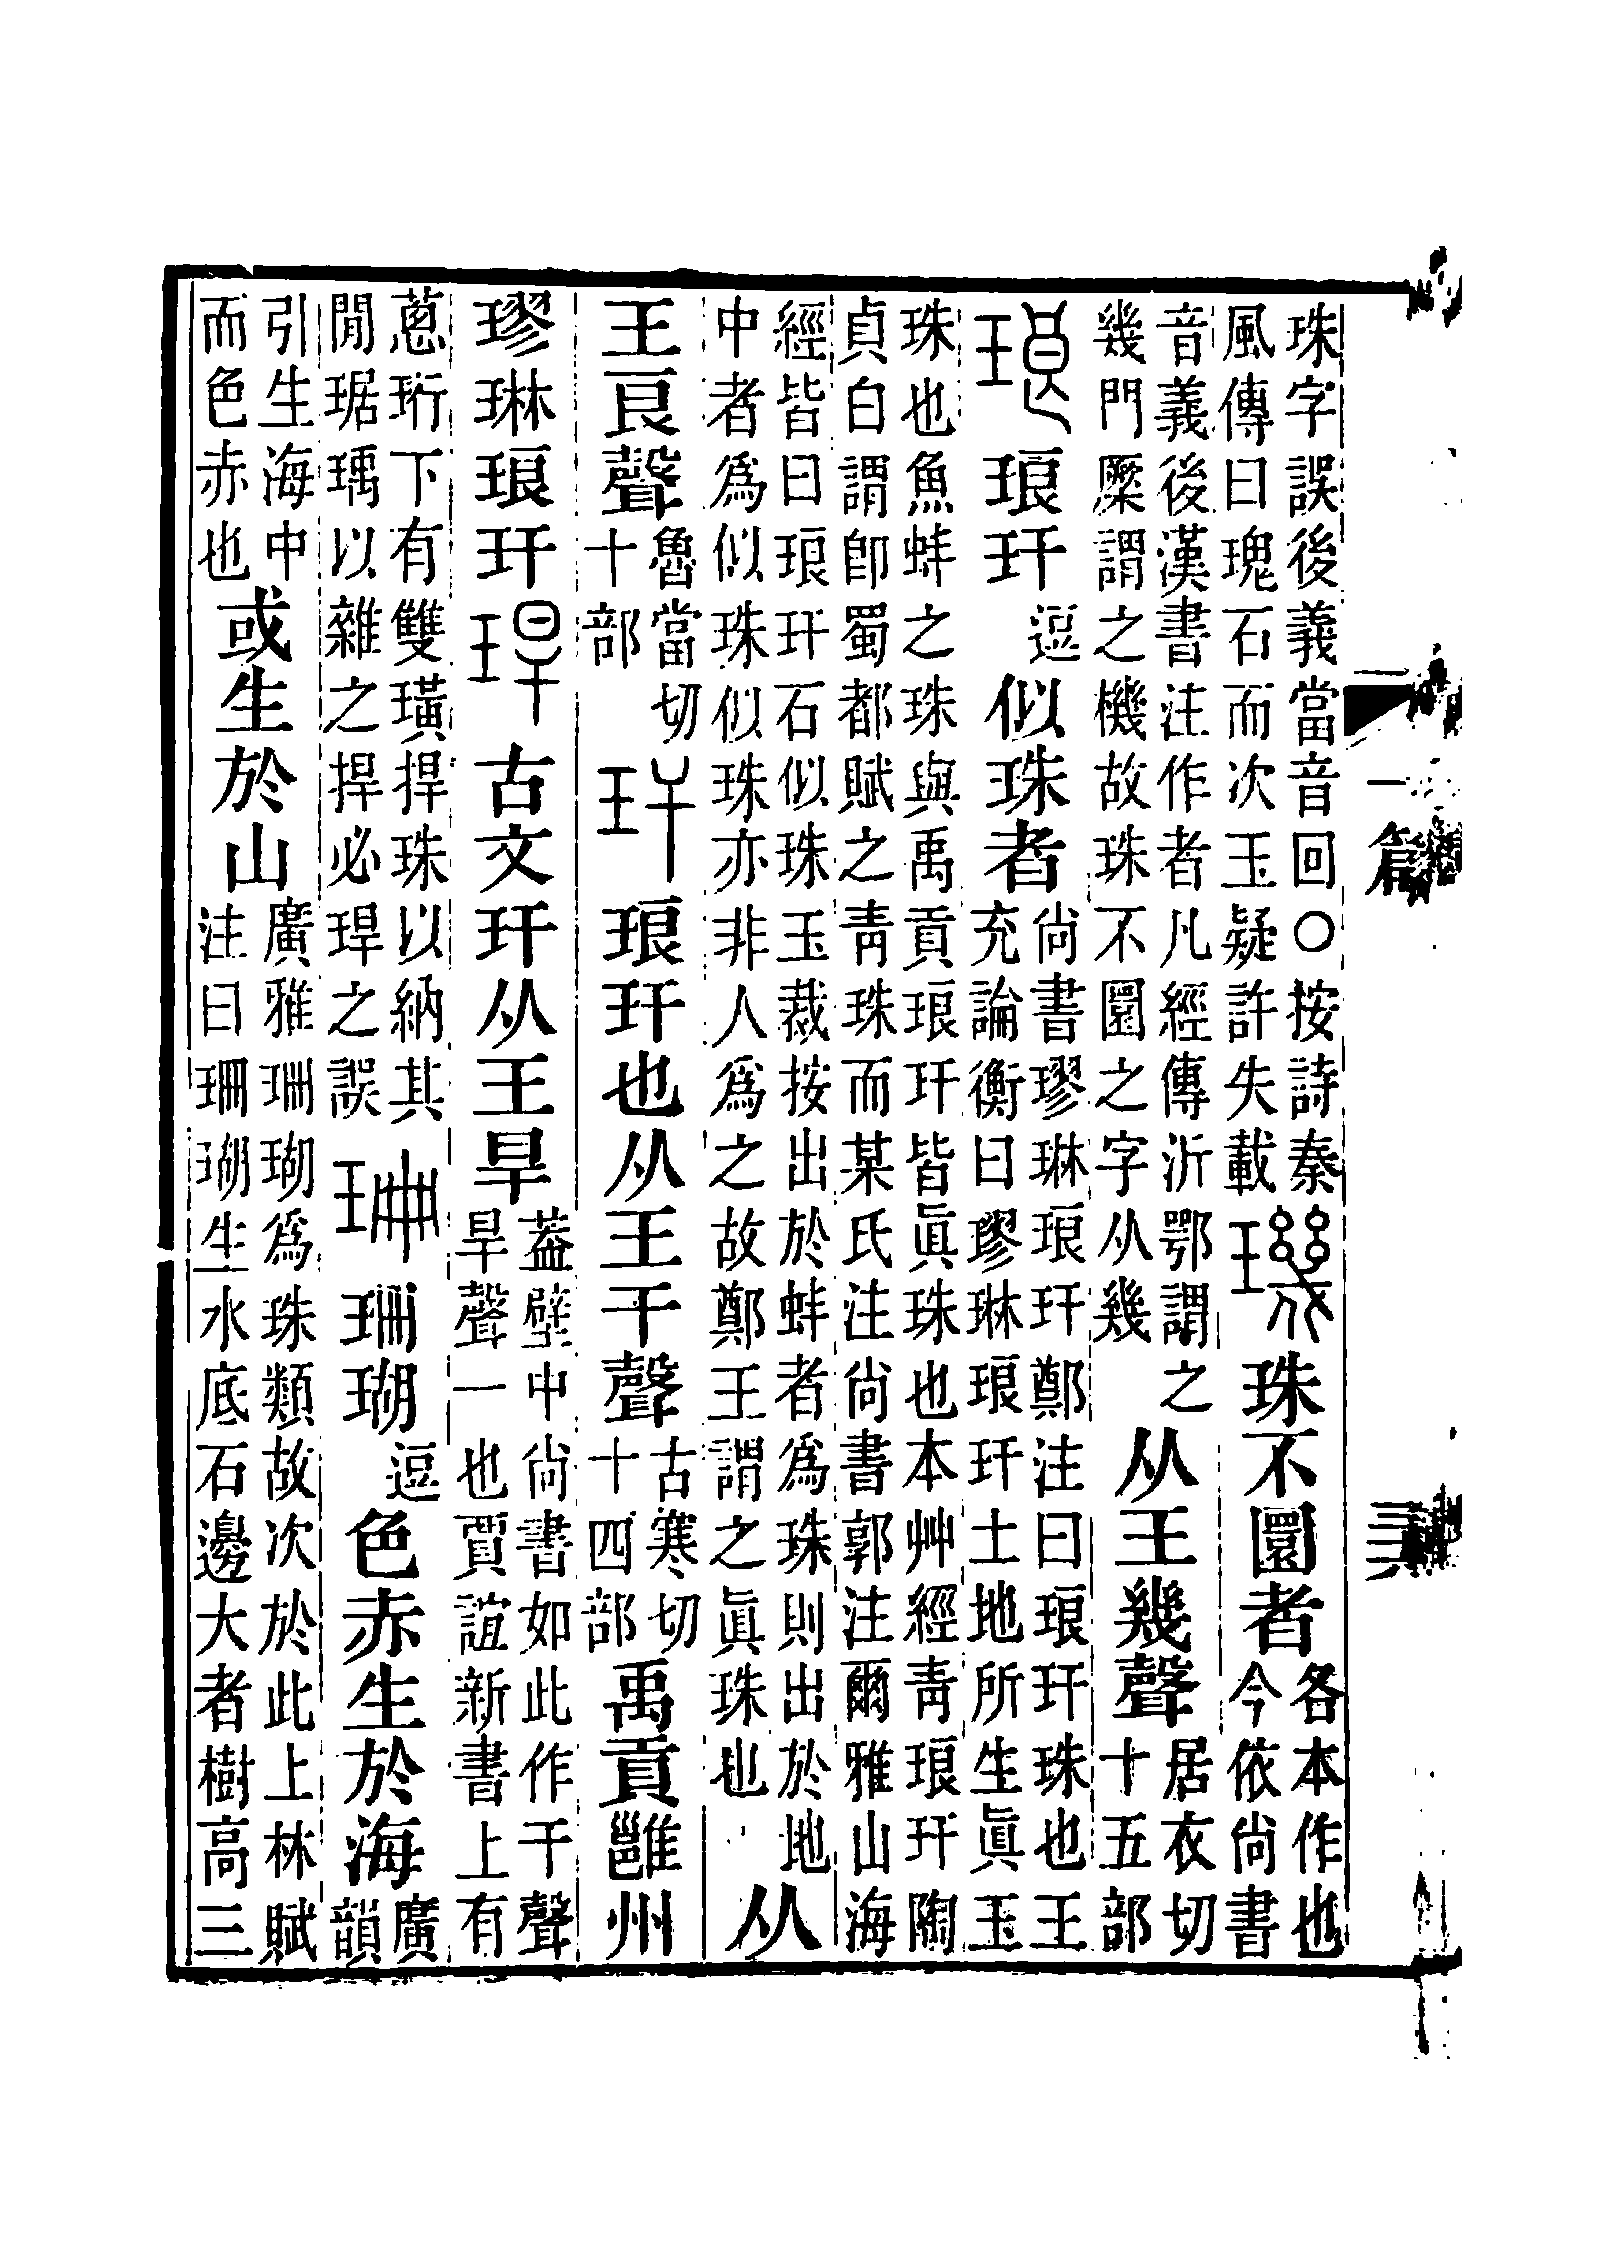 珠字誤後義當音回〇按詩秦
風傳曰瑰石而次玉疑許失載
璣珠不圜者
各本作也
今依尚書
音義後漢書注作者凡經傳沂鄂謂之
幾門橜謂之機故珠不圜之字从幾
从王幾聲
居衣切
十五部
琅琅玕
逗
似珠者
尚書璆琳琅玕鄭注曰琅玕珠也王
充論衡曰璆琳琅玕土地所生眞玉
珠也魚蚌之珠與禹貢琅玕皆眞珠也本艸經青琅玕陶
貞白謂卽蜀都賦之青珠而某氏注尚書郭注爾雅山海
經皆曰琅玕石似珠玉裁按出於蚌者爲珠則出於地
中者爲似珠似珠亦非人爲之故鄭王謂之眞珠也
从
王良聲
魯當切
十部
玕琅玕也从王干聲
古寒切
十四部
禹貢雝州
璆琳琅玕𤥚古文玕从王旱
葢壁中尚書如此作干聲
旱聲一也賈誼新書上有
蔥珩下有雙璜捍珠以納其
閒琚瑀以雜之捍必𤥚之誤
珊珊瑚
逗
色赤生於海
廣
韻
引生海中
而色赤也
或生於山
廣雅珊瑚爲珠類故次於此上林賦
注曰珊瑚生水底石邊大者樹高三
一篇